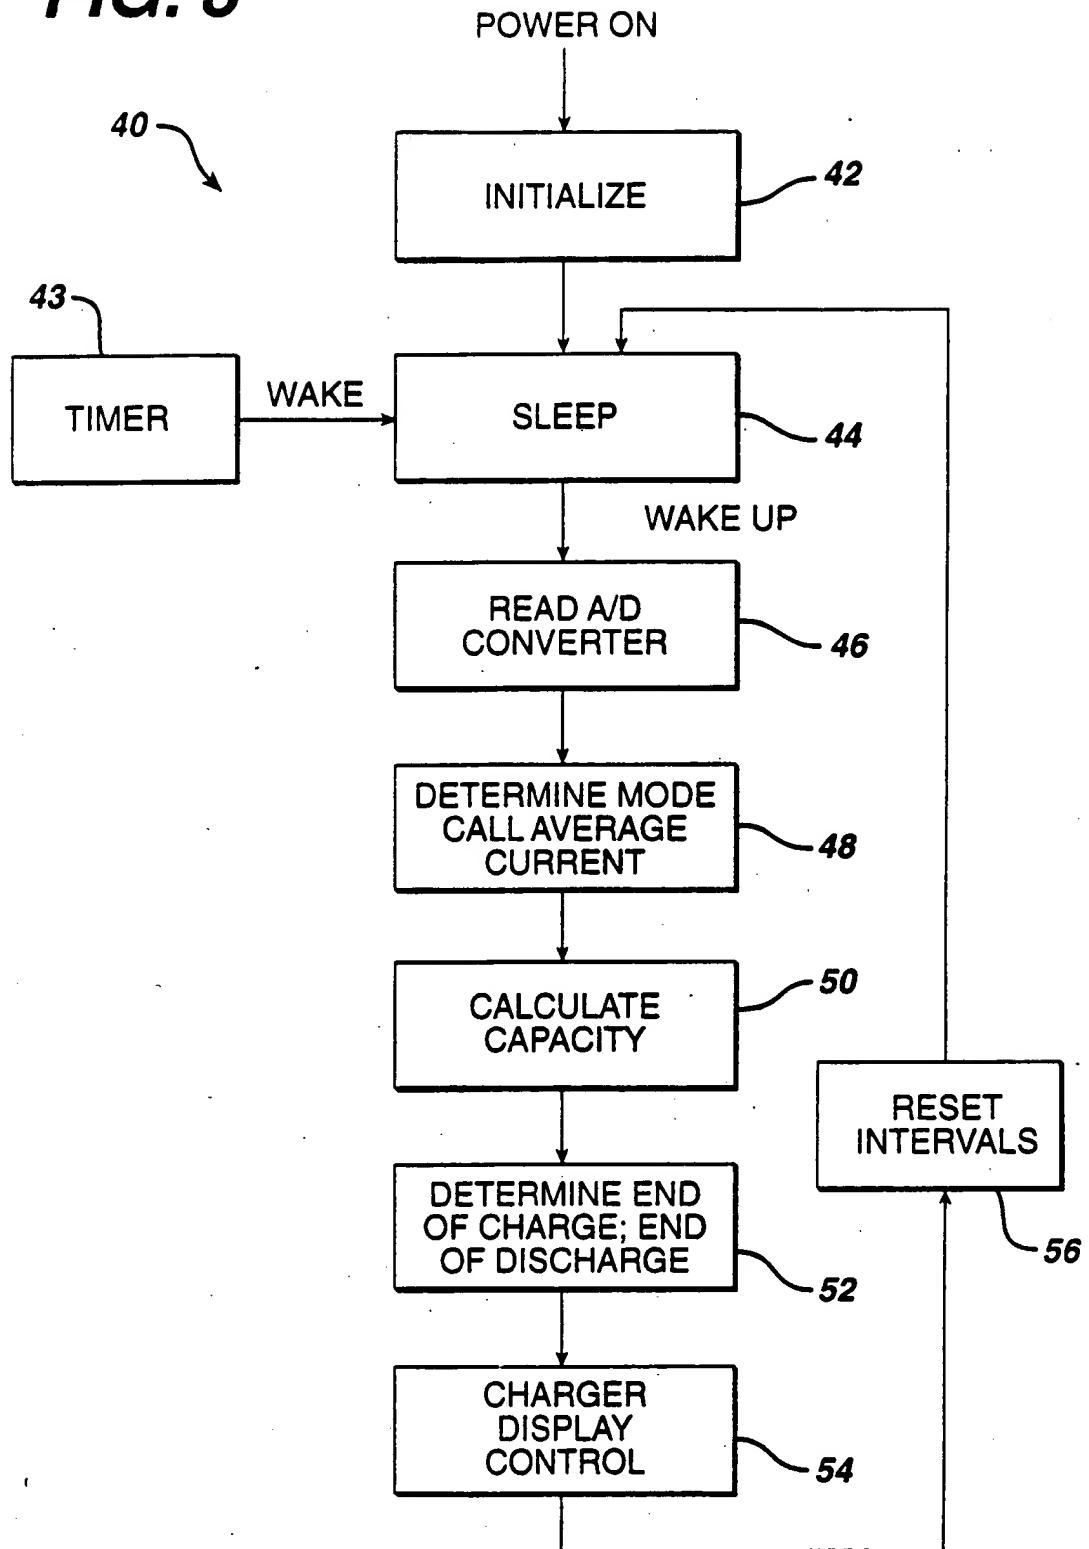 FIG.
POWER ON
40
INITIALIZE
42
43
TIMER
WAKE
SLEEP
44
WAKE UP
READ A/D
CONVERTER
46
DETERMINE MODE
CALL AVERAGE
CURRENT
48
CALCULATE
CAPACITY
50
RESET
INTERVALS
56
DETERMINE END
OF CHARGE; END
OF DISCHARGE
52
CHARGER
DISPLAY
CONTROL
54